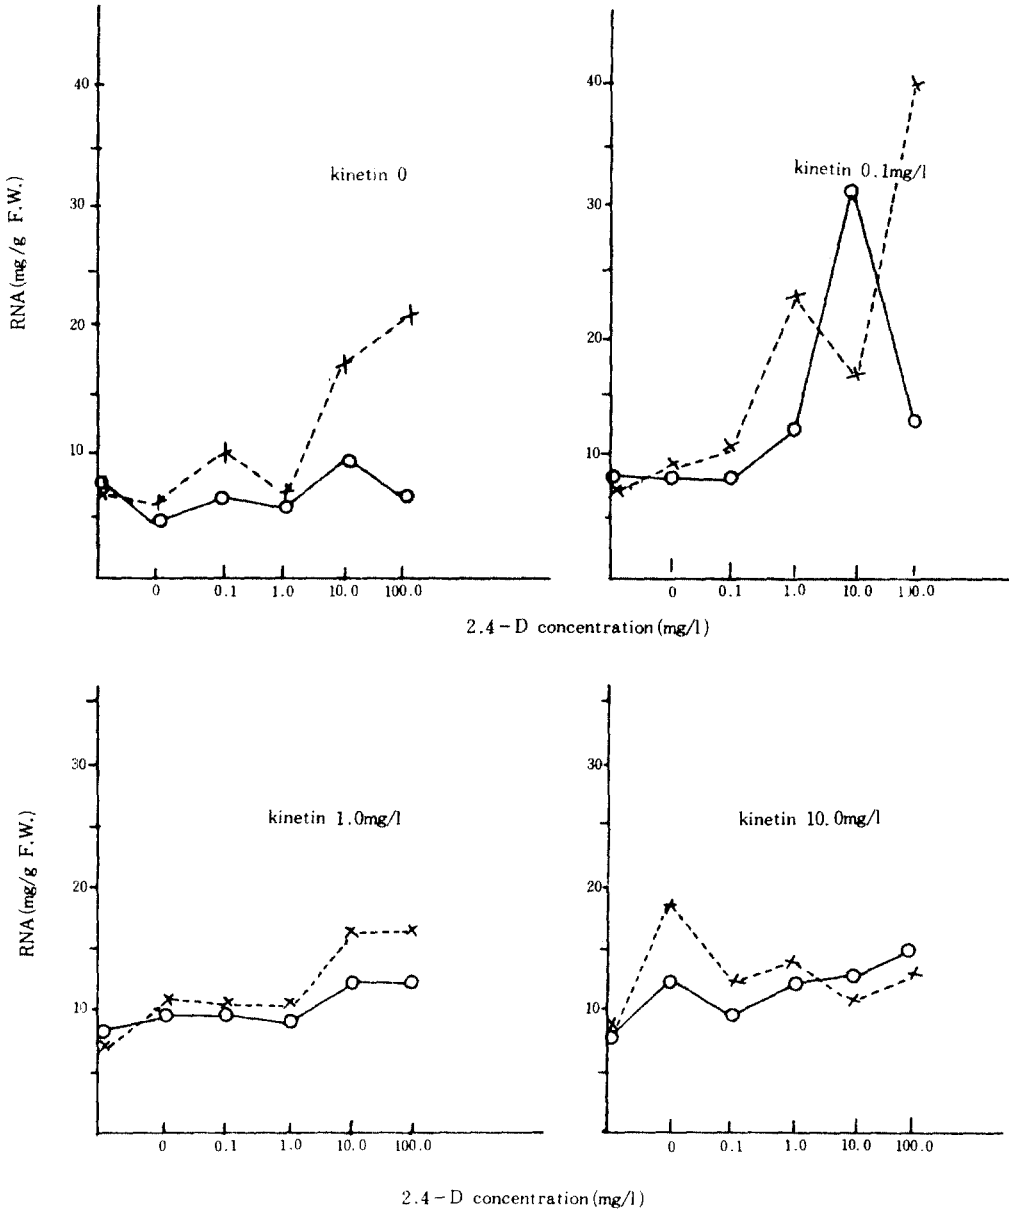 40
30
20
10
RNA(mg/g F.W.)
kinetin 0
0 0.1 1.0 10.0 100.0
40
30
20
10
kinetin 0.1mg/l
0 0.1 1.0 10.0 100.0
2.4-D concentration(mg/l)
30
20
10
RNA(mg/g F.W.)
kinetin 1.0mg/l
0 0.1 1.0 10.0 100.0
30
20
10
kinetin 10.0mg/l
0 0.1 1.0 10.0 100.0
2.4-D concentration(mg/l)